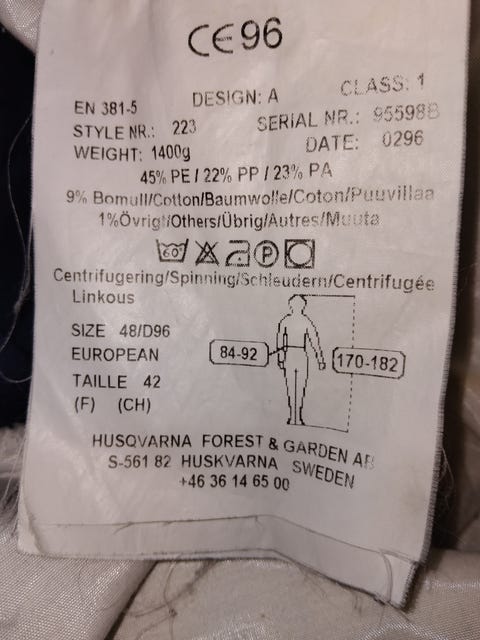 CE 96
EN 381-5 DESIGN: A CLASS: 1
STYLE NR.: 223 SERIAL NR.: 95598B
WEIGHT: 1400g DATE: 0296
45% PE / 22% PP / 23% PA
9% Bomull/Cotton/Baumwolle/Coton/Puuvillaa
1%Övrigt/Others/Übrig/Autres/Muuta
60
P
Centrifugering/Spinning/Schleudern/Centrifugée
Linkous
SIZE 48/D96
EUROPEAN
84-92
170-182
TAILLE 42
(F) (CH)
HUSQVARNA FOREST & GARDEN AB
S-561 82 HUSKVARNA SWEDEN
+46 36 14 65 00